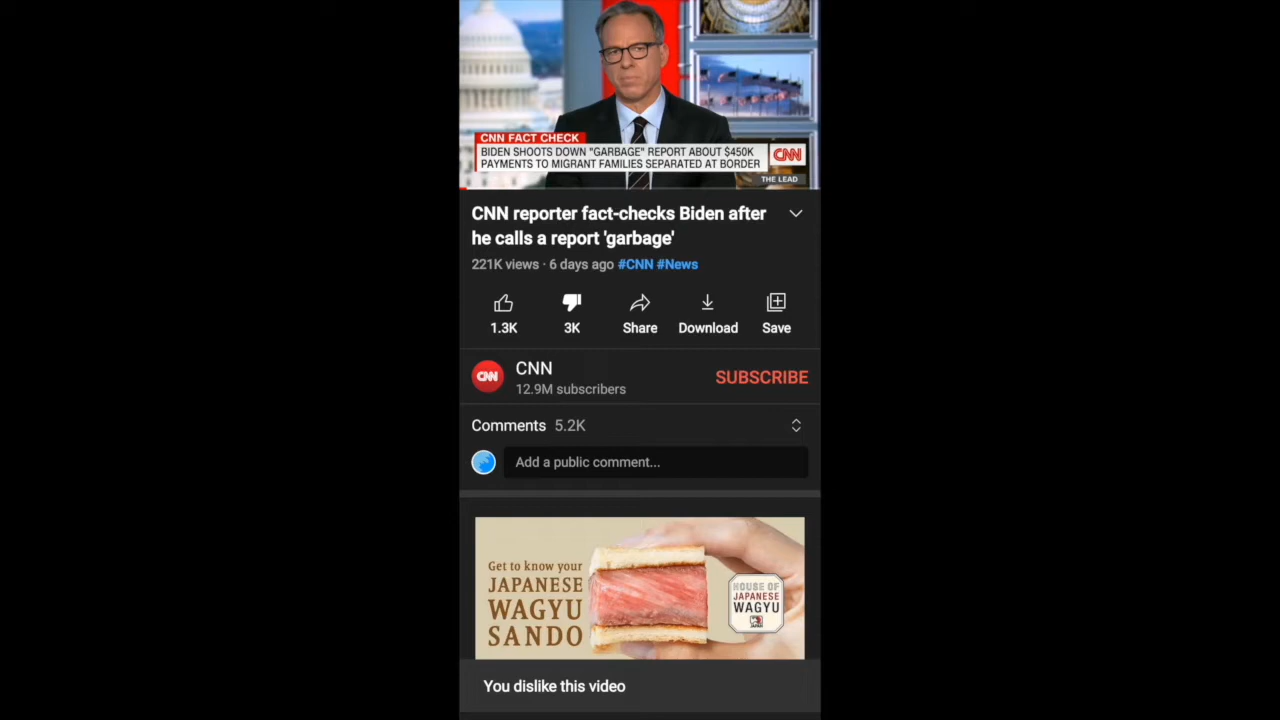 CNN FACT CHECK
BIDEN SHOOTS DOWN "GARBAGE" REPORT ABOUT $450K
PAYMENTS TO MIGRANT FAMILIES SEPARATED AT BORDER
CNN
THE LEAD
CNN reporter fact-checks Biden after
he calls a report 'garbage'
221K views · 6 days ago #CNN #News
1.3K
3K
Share
Download
Save
CNN
CNN
12.9M subscribers
SUBSCRIBE
Comments 5.2K
Add a public comment...
Get to know your
JAPANESE
WAGYU
SANDO
HOUSE OF
JAPANESE
WAGYU
You dislike this video